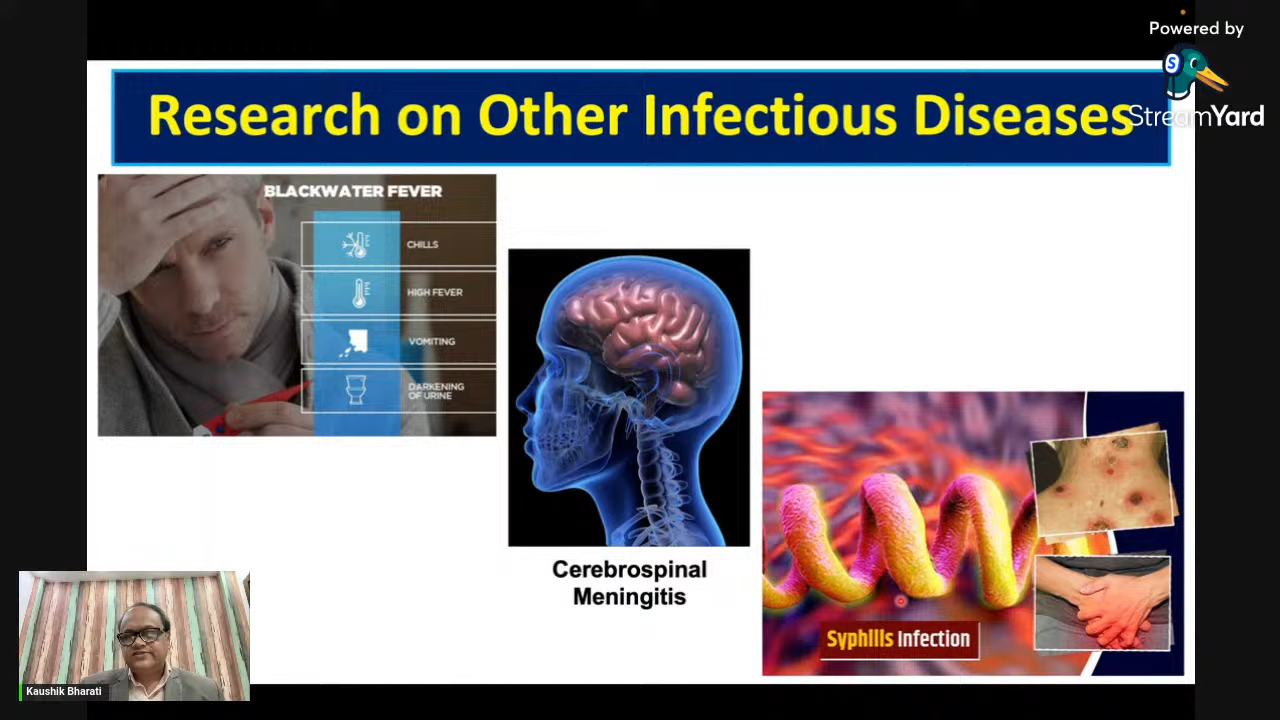 Powered by
StreamYard
Research on Other Infectious Diseases
BLACKWATER FEVER
CHILLS
HIGH FEVER
VOMITING
DARKENING
OF URINE
Cerebrospinal
Meningitis
Syphilis Infection
Kaushik Bharati